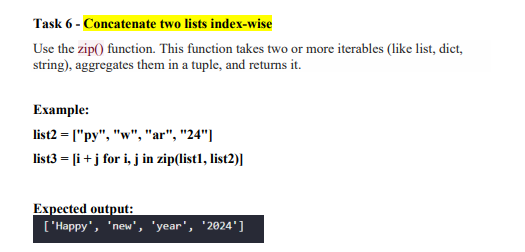 Task 6 - Concatenate two lists index-wise
Use the zip() function. This function takes two or more iterables (like list, dict,
string), aggregates them in a tuple, and returns it.
Example:
list2 = ["py", "w", "ar", "24"]
list3 = [i + j for i, j in zip(list1, list2)]
Expected output:
['Happy', 'new', 'year', '2024']